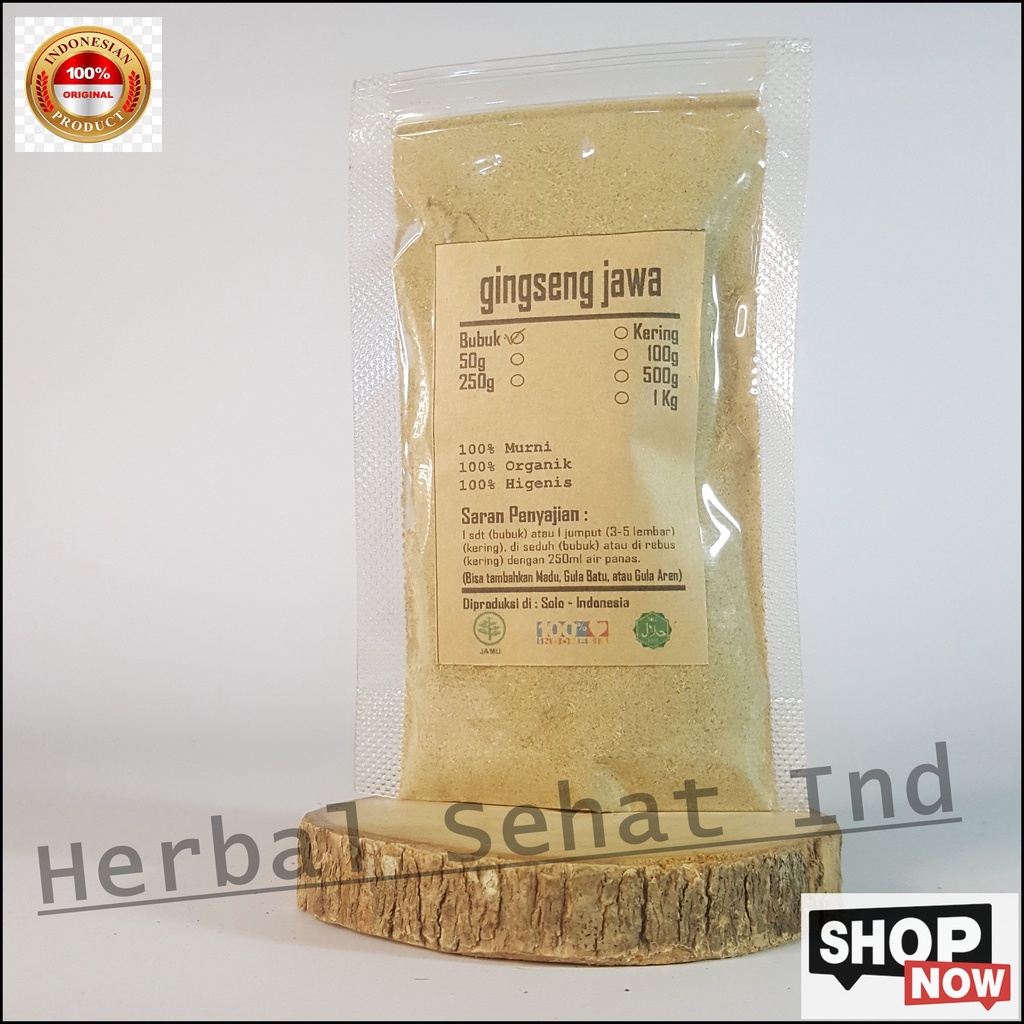 INDONESIAN
100%
ORIGINAL
PRODUCT
gingseng jawa
Bubuk
Kering
50g
100g
250g
500g
1 Kg
100% Murni
100% Organik
100% Higenis
Saran Penyajian :
1 sdt (bubuk) atau 1 jumput (3-5 lembar)
(kering), di seduh (bubuk) atau di rebus
(kering) dengan 250ml air panas.
(Bisa tambahkan Madu, Gula Batu, atau Gula Aren)
Diproduksi di : Solo - Indonesia
JAMU
100%
حلال
Herbal Sehat Ind
SHOP
NOW